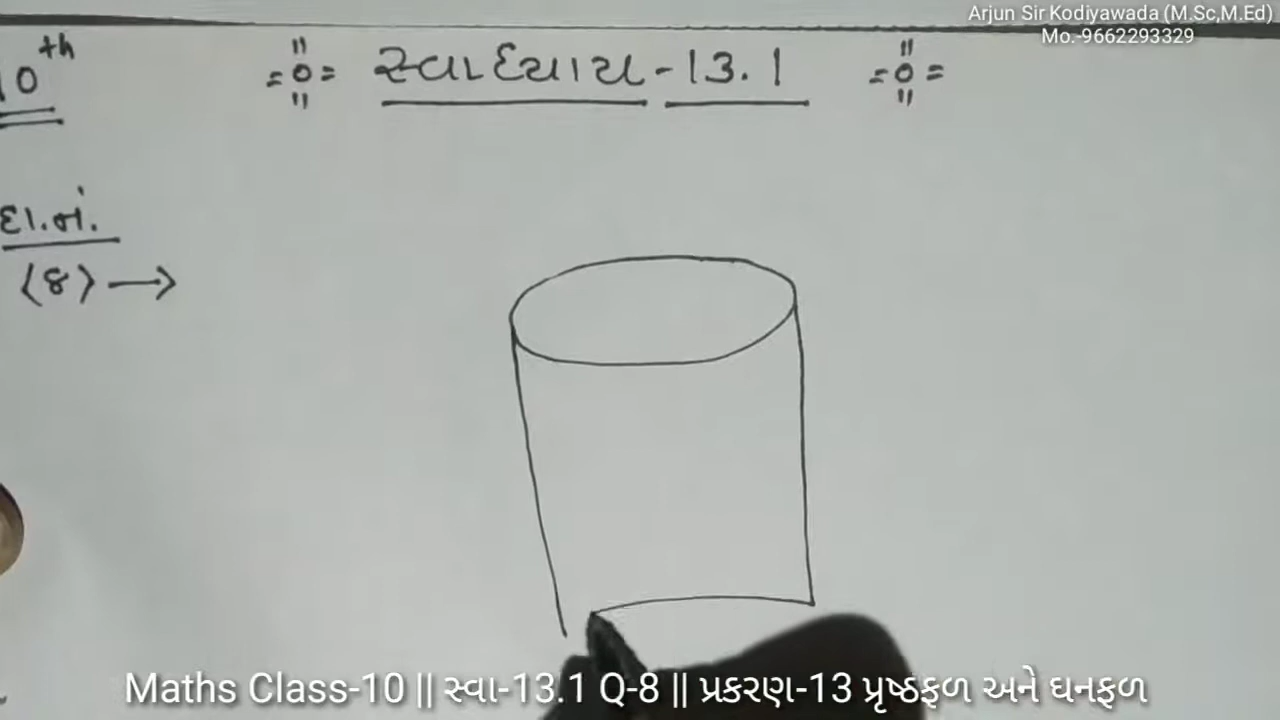 Arjun Sir Kodiyawada (M.Sc,M.Ed)
Mo.-9662293329
10th
સ્વાધ્યાય-13.1
દા.નં.
(8) →
Maths Class-10 || સ્વા-13.1 Q-8 || પ્રકરણ-13 પૃષ્ઠફળ અને ઘનફળ